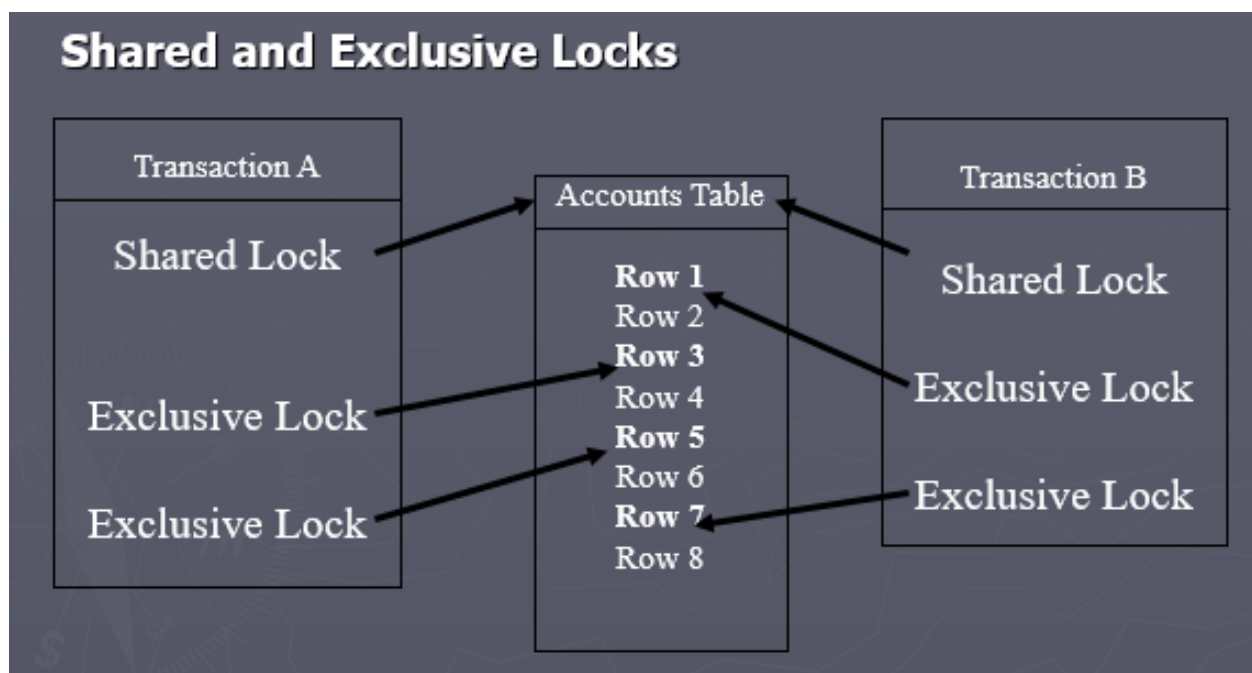 Shared and Exclusive Locks
Transaction A
Shared Lock
Exclusive Lock
Exclusive Lock
Accounts Table
Row 1
Row 2
Row 3
Row 4
Row 5
Row 6
Row 7
Row 8
Transaction B
Shared Lock
Exclusive Lock
Exclusive Lock